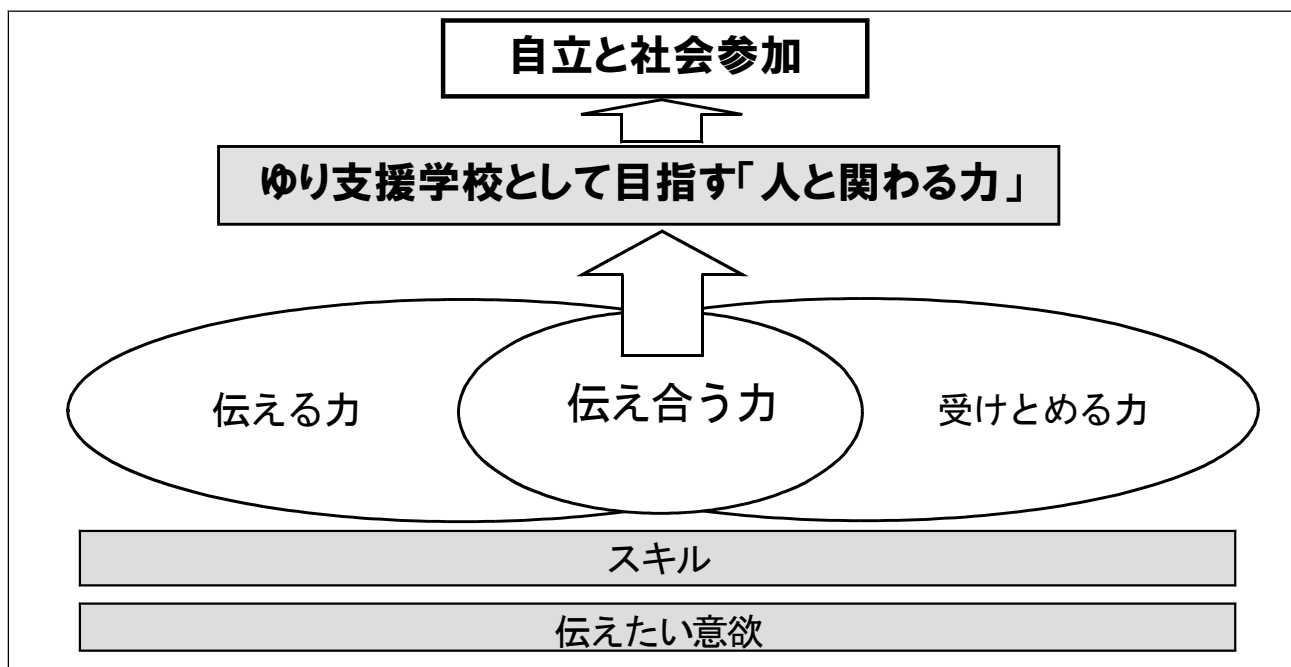 自立と社会参加
ゆり支援学校として目指す「人と関わる力」
伝える力
伝え合う力
受けとめる力
スキル
伝えたい意欲